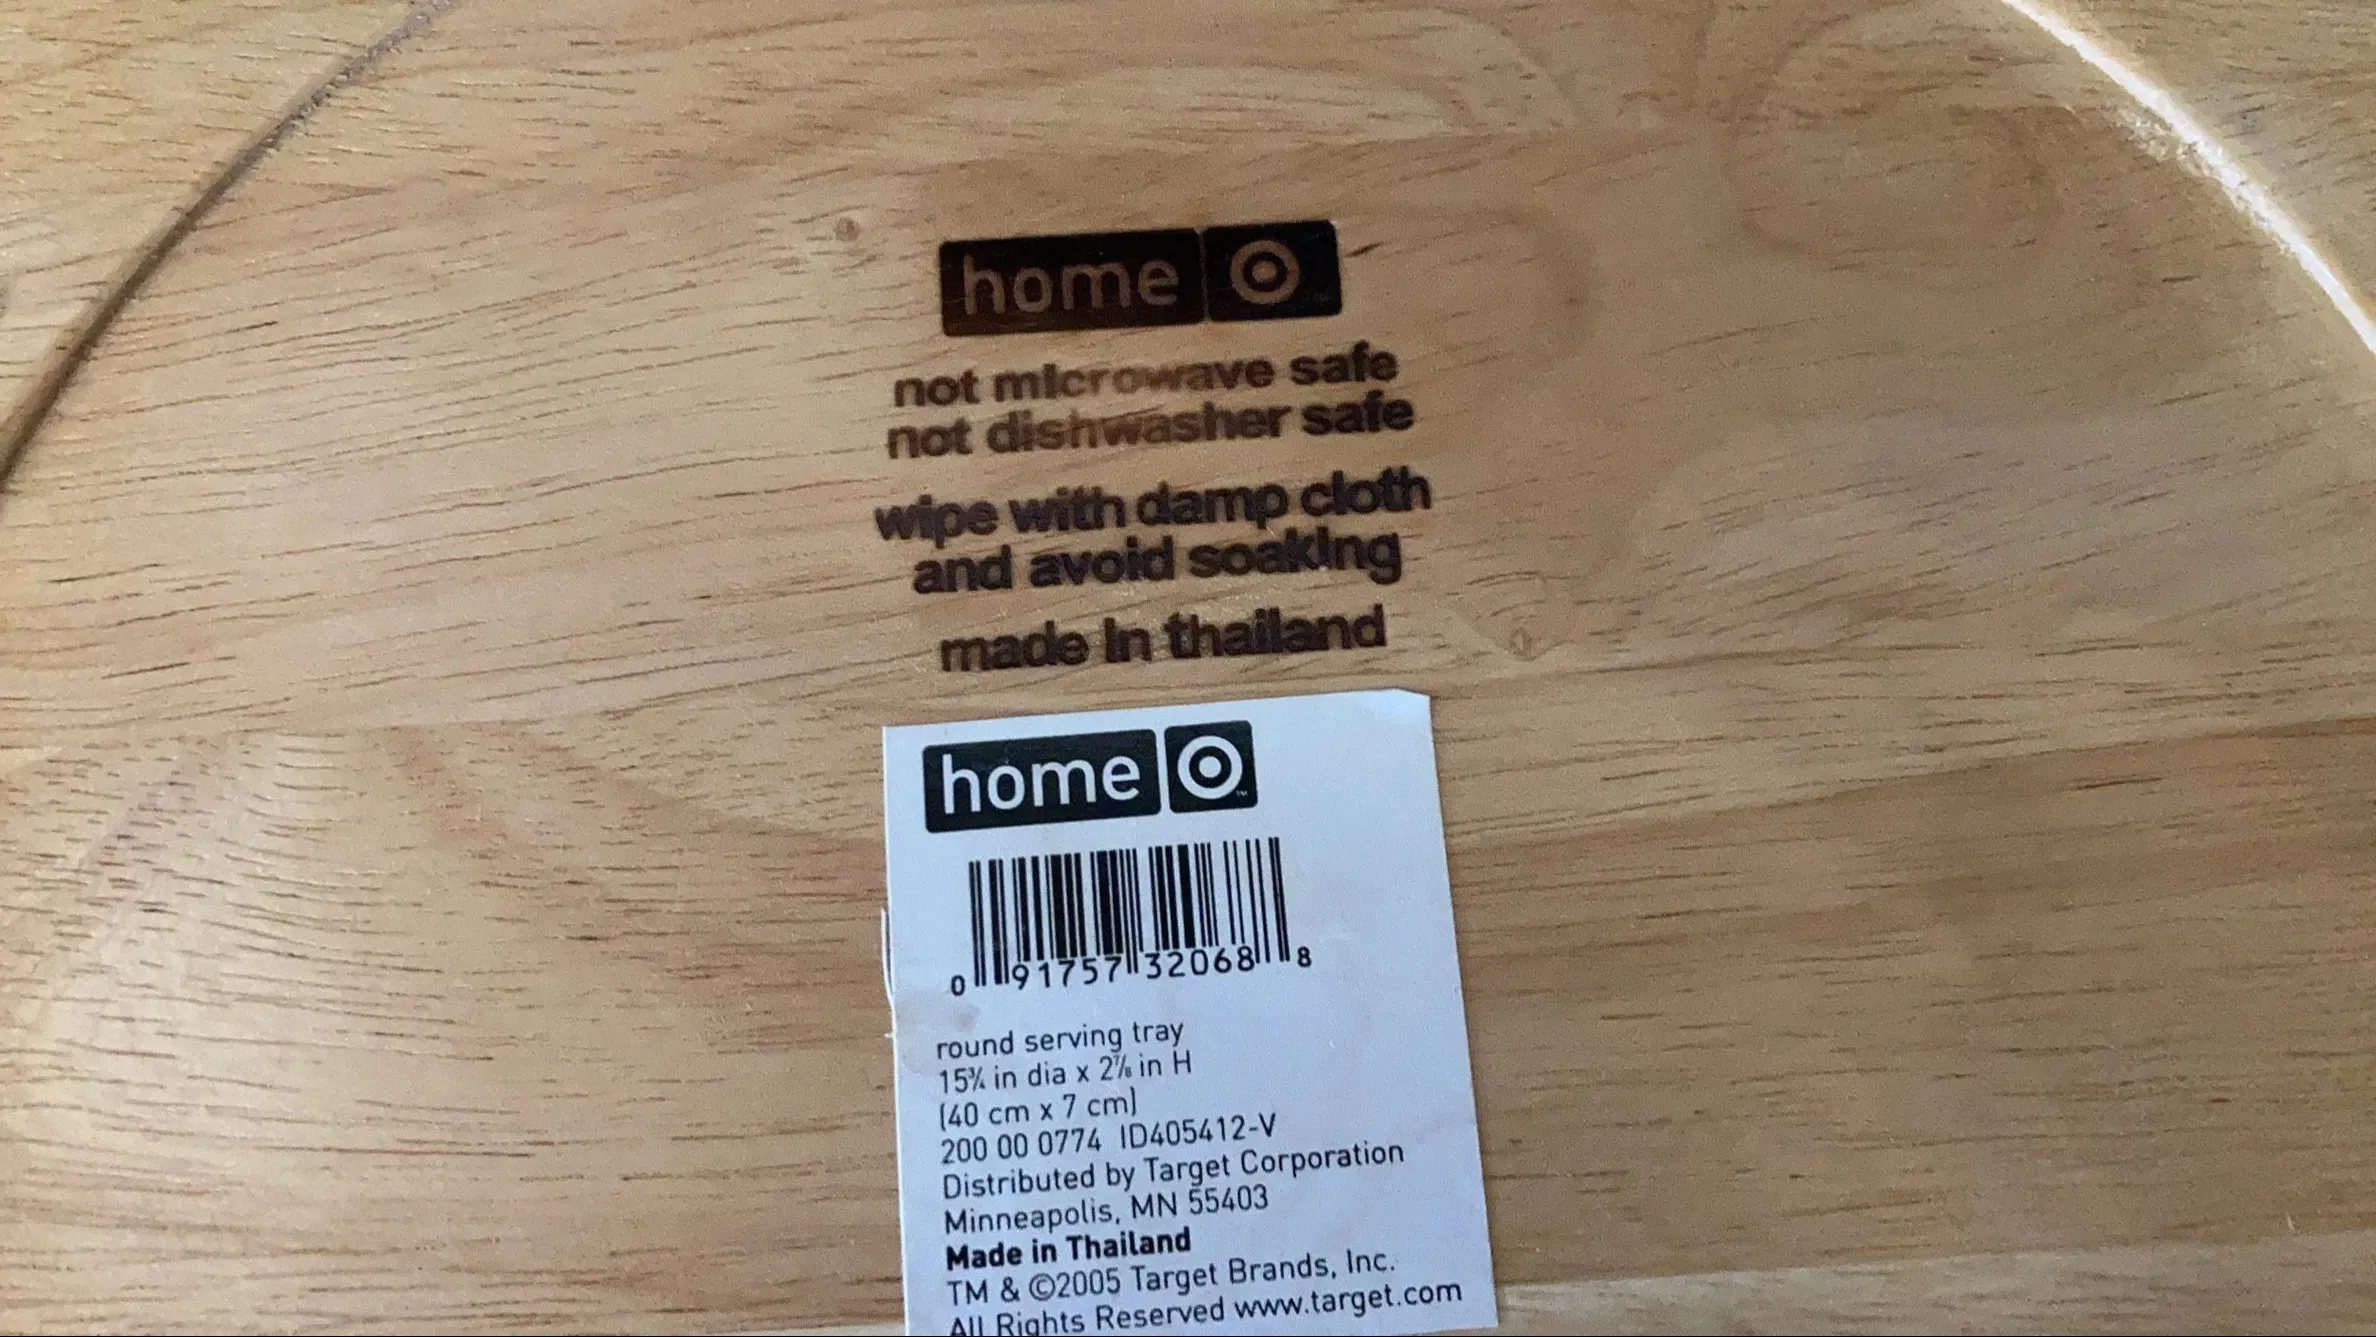 home
not microwave safe
not dishwasher safe
wipe with damp cloth
and avoid soaking
made in thailand
home ™
0 91757 32068 8
round serving tray
15¾ in dia x 2⅞ in H
(40 cm x 7 cm)
200 00 0774 ID405412-V
Distributed by Target Corporation
Minneapolis, MN 55403
Made in Thailand
TM & ©2005 Target Brands, Inc.
All Rights Reserved www.target.com